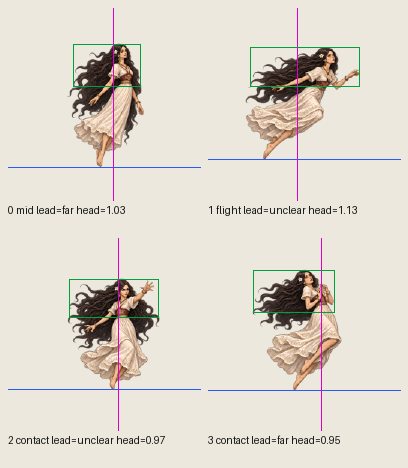 0 mid lead=far head=1.03
1 flight lead=unclear head=1.13
2 contact lead=unclear head=0.97
3 contact lead=far head=0.95